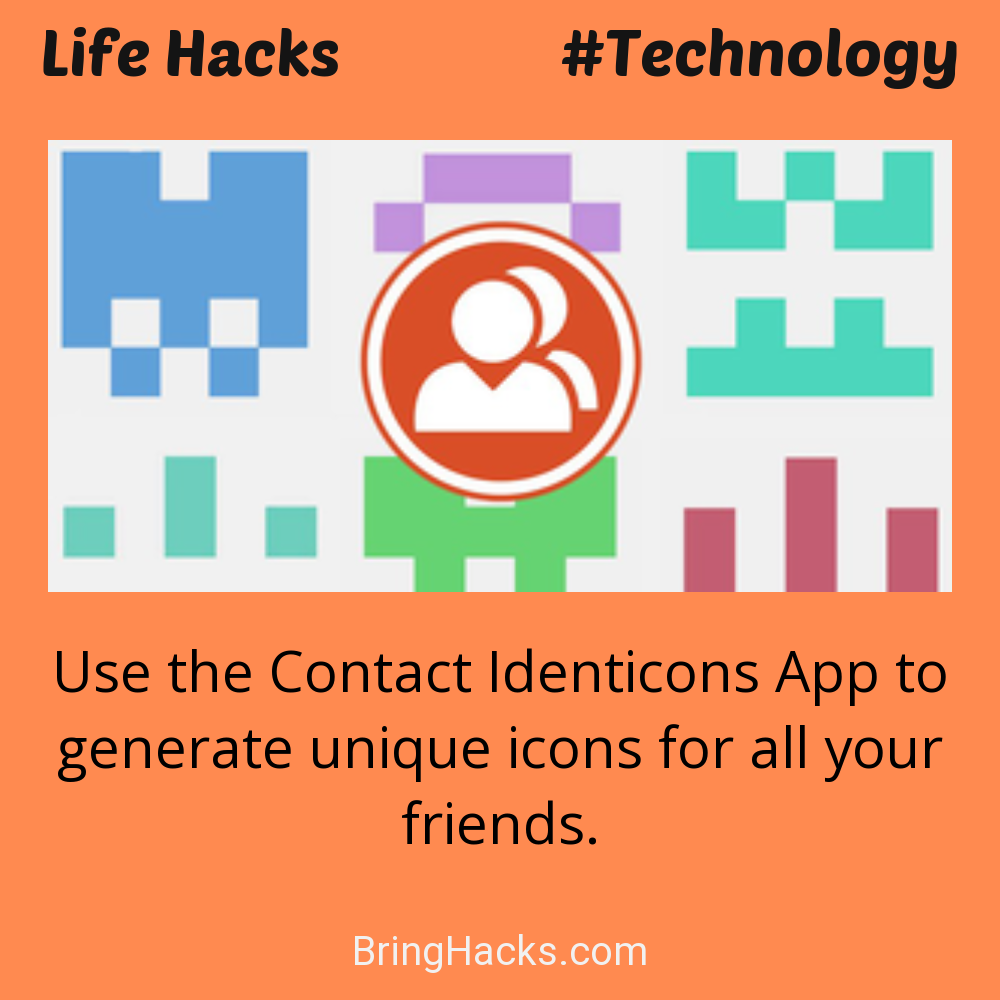 Life Hacks
#Technology
Use the Contact Identicons App to
generate unique icons for all your
friends.
BringHacks.com